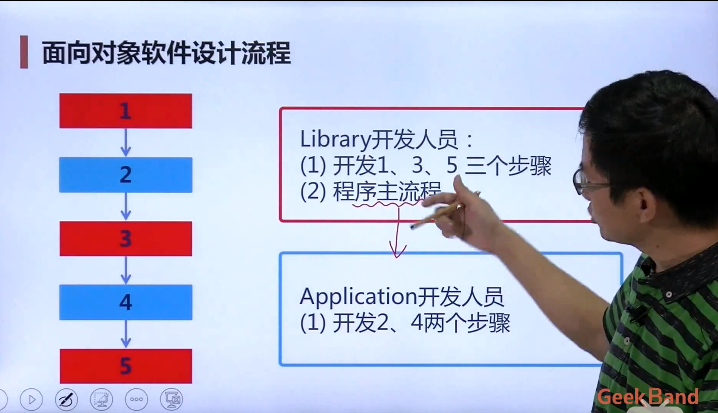 面向对象软件设计流程
1
2
3
4
5
Library开发人员：
(1) 开发1、3、5 三个步骤
(2) 程序主流程
Application开发人员
(1) 开发2、4两个步骤
GeekBand